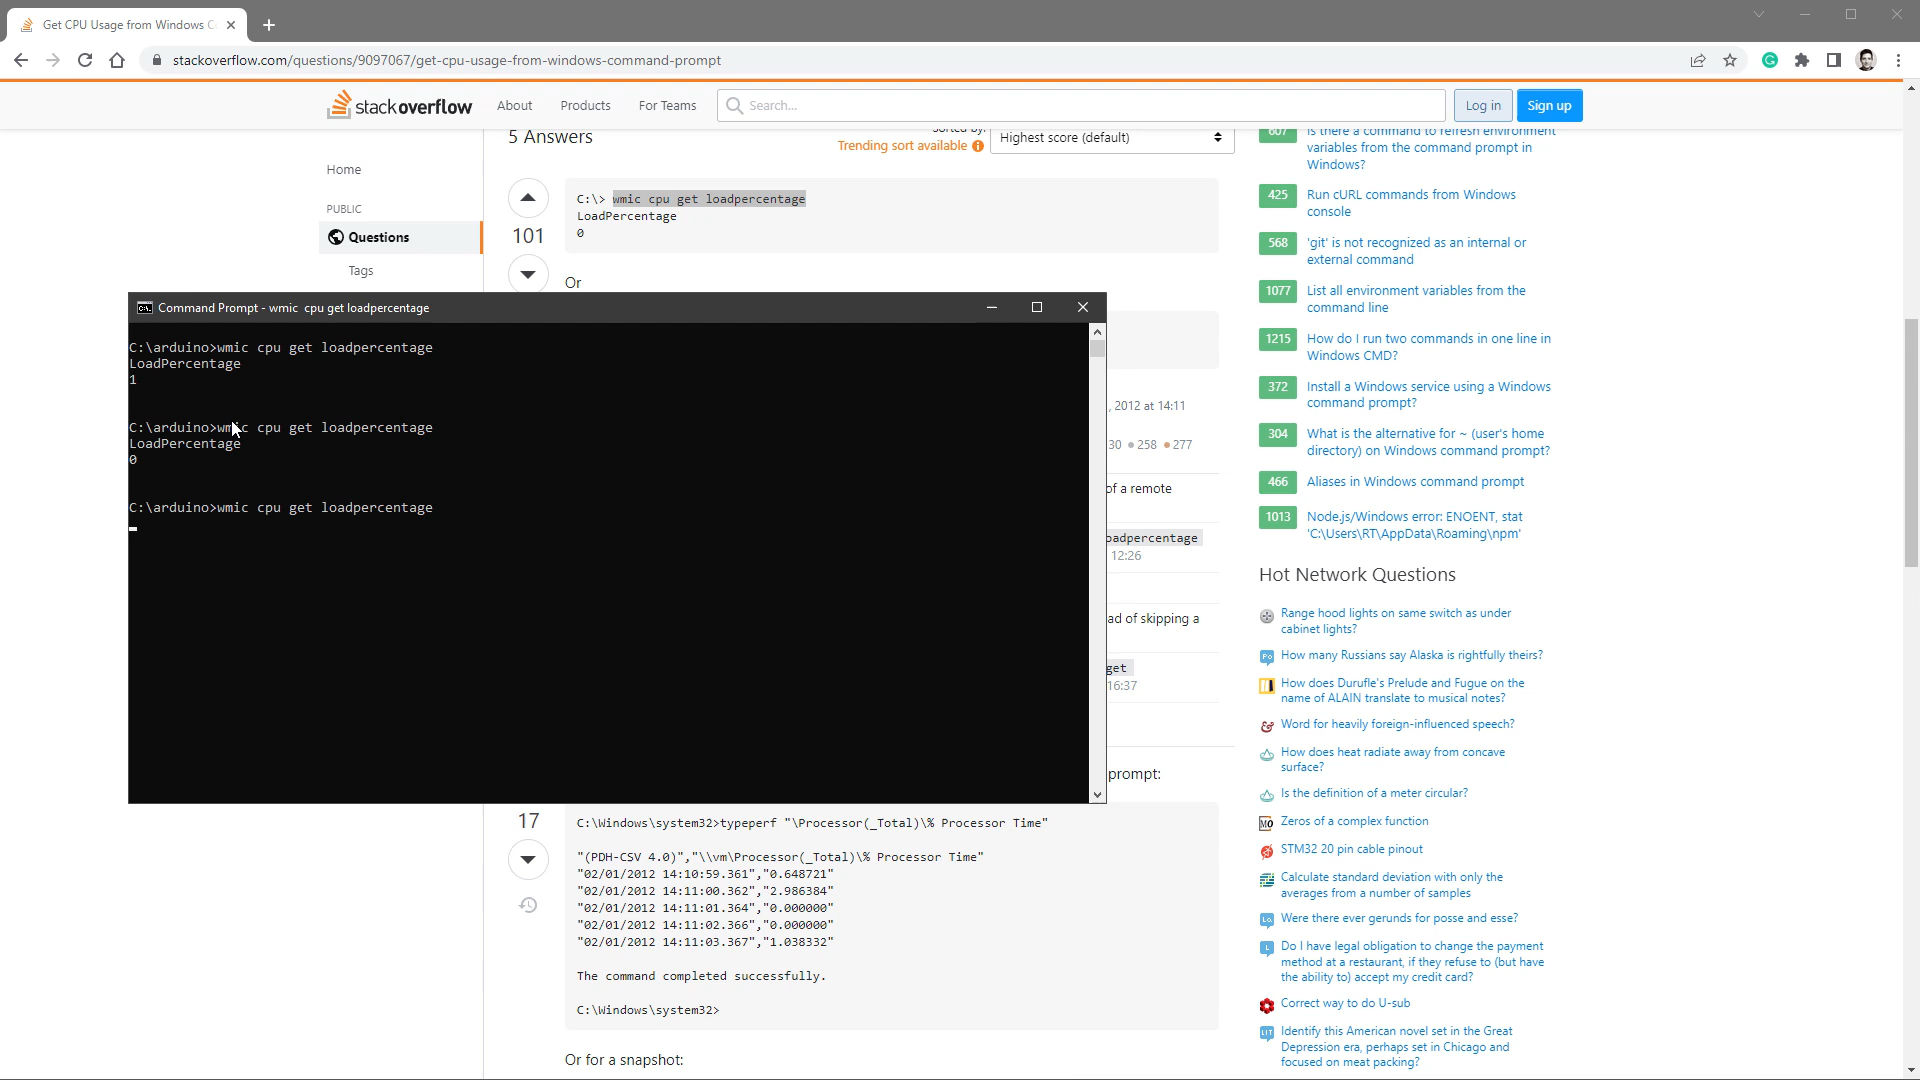 Get CPU Usage from Windows C
stackoverflow.com/questions/9097067/get-cpu-usage-from-windows-command-prompt
stackoverflow
About
Products
For Teams
Search...
Log in
Sign up
5 Answers
Sorted by:
Trending sort available
Highest score (default)
Home
PUBLIC
Questions
Tags
101
C:\> wmic cpu get loadpercentage
LoadPercentage
0
Or
Command Prompt - wmic  cpu get loadpercentage
C:\arduino>wmic cpu get loadpercentage
LoadPercentage
1
C:\arduino>wmic cpu get loadpercentage
LoadPercentage
0
C:\arduino>wmic cpu get loadpercentage
, 2012 at 14:11
30 258 277
of a remote
oadpercentage
12:26
ad of skipping a
get
16:37
prompt:
17
C:\Windows\system32>typeperf "\Processor(_Total)\% Processor Time"
"(PDH-CSV 4.0)","\\vm\Processor(_Total)\% Processor Time"
"02/01/2012 14:10:59.361","0.648721"
"02/01/2012 14:11:00.362","2.986384"
"02/01/2012 14:11:01.364","0.000000"
"02/01/2012 14:11:02.366","0.000000"
"02/01/2012 14:11:03.367","1.038332"
The command completed successfully.
C:\Windows\system32>
Or for a snapshot:
607 Is there a command to refresh environment
variables from the command prompt in
Windows?
425 Run cURL commands from Windows
console
568 'git' is not recognized as an internal or
external command
1077 List all environment variables from the
command line
1215 How do I run two commands in one line in
Windows CMD?
372 Install a Windows service using a Windows
command prompt?
304 What is the alternative for ~ (user's home
directory) on Windows command prompt?
466 Aliases in Windows command prompt
1013 Node.js/Windows error: ENOENT, stat
'C:\Users\RT\AppData\Roaming\npm'
Hot Network Questions
Range hood lights on same switch as under
cabinet lights?
How many Russians say Alaska is rightfully theirs?
How does Durufle's Prelude and Fugue on the
name of ALAIN translate to musical notes?
Word for heavily foreign-influenced speech?
How does heat radiate away from concave
surface?
Is the definition of a meter circular?
Zeros of a complex function
STM32 20 pin cable pinout
Calculate standard deviation with only the
averages from a number of samples
Were there ever gerunds for posse and esse?
Do I have legal obligation to change the payment
method at a restaurant, if they refuse to (but have
the ability to) accept my credit card?
Correct way to do U-sub
Identify this American novel set in the Great
Depression era, perhaps set in Chicago and
focused on meat packing?